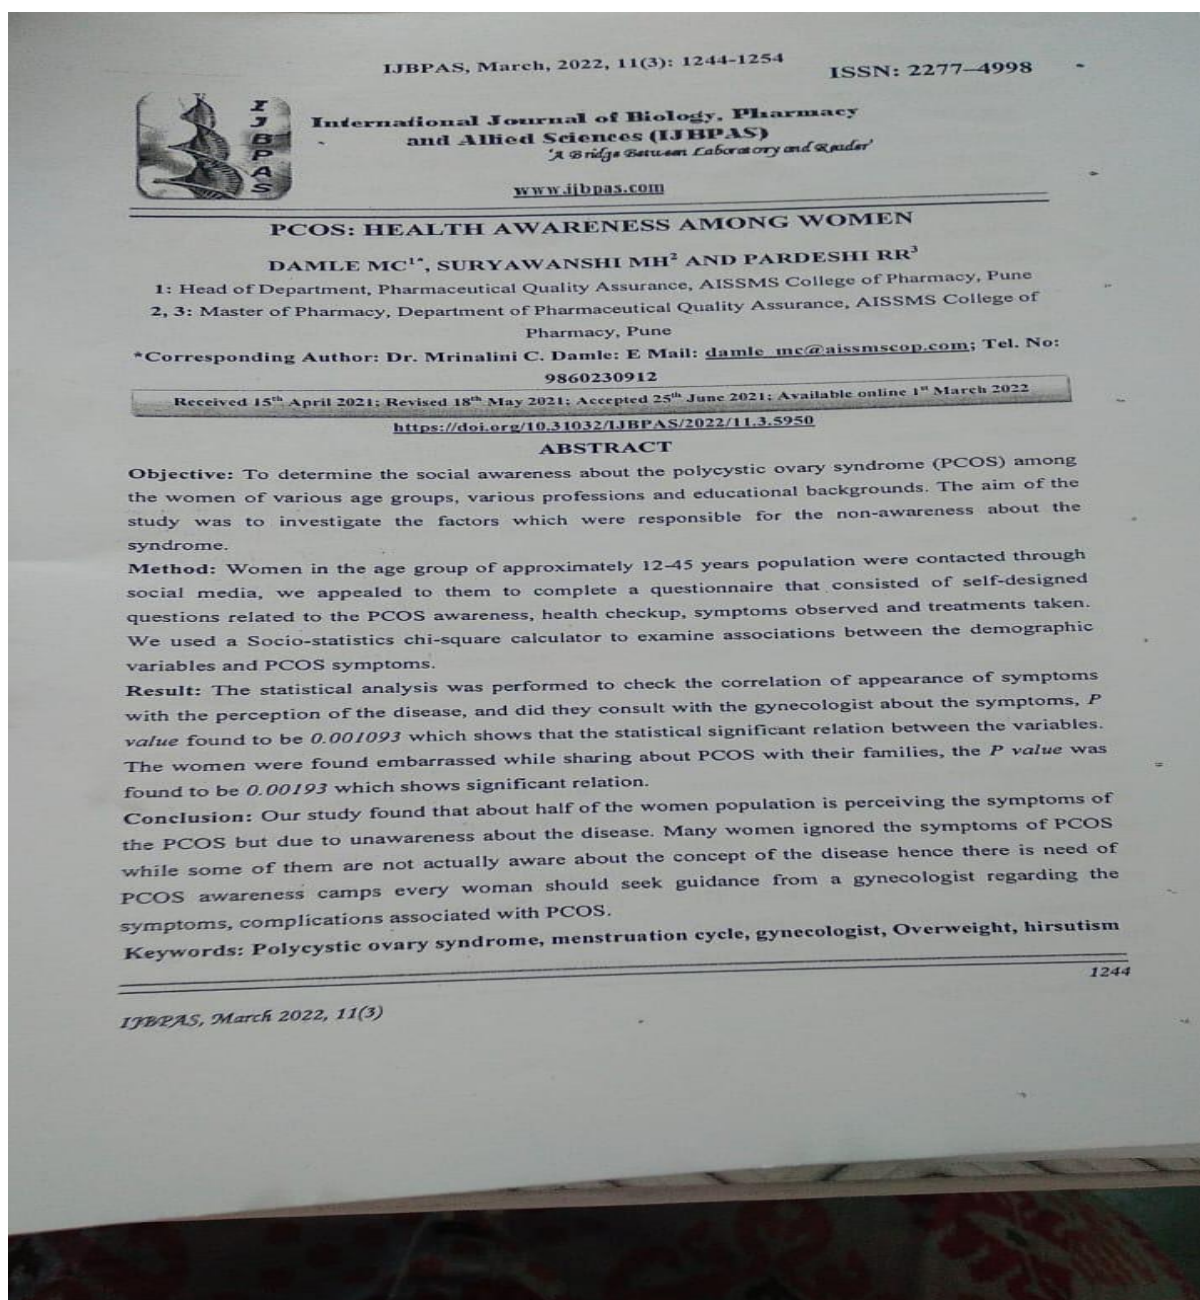 IJBPAS, March, 2022, 11(3): 1244-1254
ISSN: 2277–4998
IJBPAS
International Journal of Biology, Pharmacy
and Allied Sciences (IJBPAS)
'A Bridge Between Laboratory and Reader'
www.ijbpas.com
PCOS: HEALTH AWARENESS AMONG WOMEN
DAMLE MC1*, SURYAWANSHI MH2 AND PARDESHI RR3
1: Head of Department, Pharmaceutical Quality Assurance, AISSMS College of Pharmacy, Pune
2, 3: Master of Pharmacy, Department of Pharmaceutical Quality Assurance, AISSMS College of
Pharmacy, Pune
*Corresponding Author: Dr. Mrinalini C. Damle: E Mail: damle_mc@aissmscop.com; Tel. No:
9860230912
Received 15th April 2021; Revised 18th May 2021; Accepted 25th June 2021; Available online 1st March 2022
https://doi.org/10.31032/IJBPAS/2022/11.3.5950
ABSTRACT
Objective: To determine the social awareness about the polycystic ovary syndrome (PCOS) among
the women of various age groups, various professions and educational backgrounds. The aim of the
study was to investigate the factors which were responsible for the non-awareness about the
syndrome.
Method: Women in the age group of approximately 12-45 years population were contacted through
social media, we appealed to them to complete a questionnaire that consisted of self-designed
questions related to the PCOS awareness, health checkup, symptoms observed and treatments taken.
We used a Socio-statistics chi-square calculator to examine associations between the demographic
variables and PCOS symptoms.
Result: The statistical analysis was performed to check the correlation of appearance of symptoms
with the perception of the disease, and did they consult with the gynecologist about the symptoms, P
value found to be 0.001093 which shows that the statistical significant relation between the variables.
The women were found embarrassed while sharing about PCOS with their families, the P value was
found to be 0.00193 which shows significant relation.
Conclusion: Our study found that about half of the women population is perceiving the symptoms of
the PCOS but due to unawareness about the disease. Many women ignored the symptoms of PCOS
while some of them are not actually aware about the concept of the disease hence there is need of
PCOS awareness camps every woman should seek guidance from a gynecologist regarding the
symptoms, complications associated with PCOS.
Keywords: Polycystic ovary syndrome, menstruation cycle, gynecologist, Overweight, hirsutism
1244
IJBPAS, March 2022, 11(3)